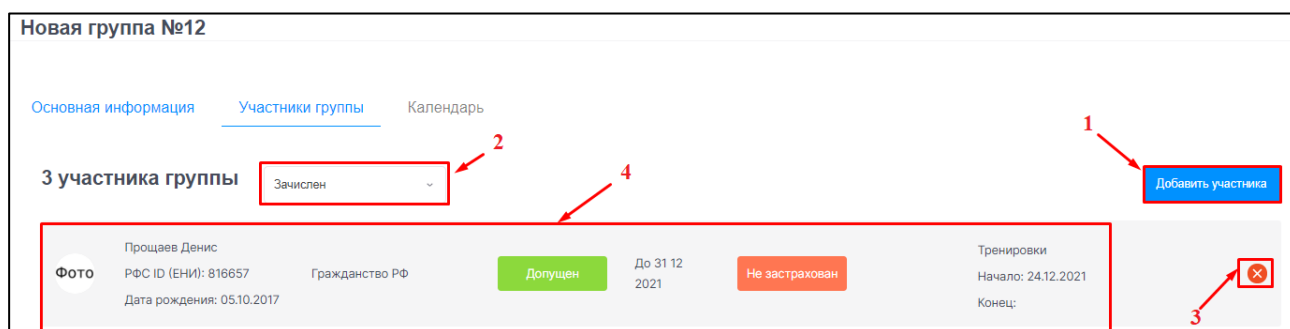 Новая группа №12
Основная информация Участники группы Календарь
1
2
3 участника группы Зачислен Добавить участника
4
Прощаев Денис
Фото РФС ID (ЕНИ): 816657 Гражданство РФ Допущен До 31 12 2021 Не застрахован
Дата рождения: 05.10.2017
Тренировки
Начало: 24.12.2021
Конец:
3